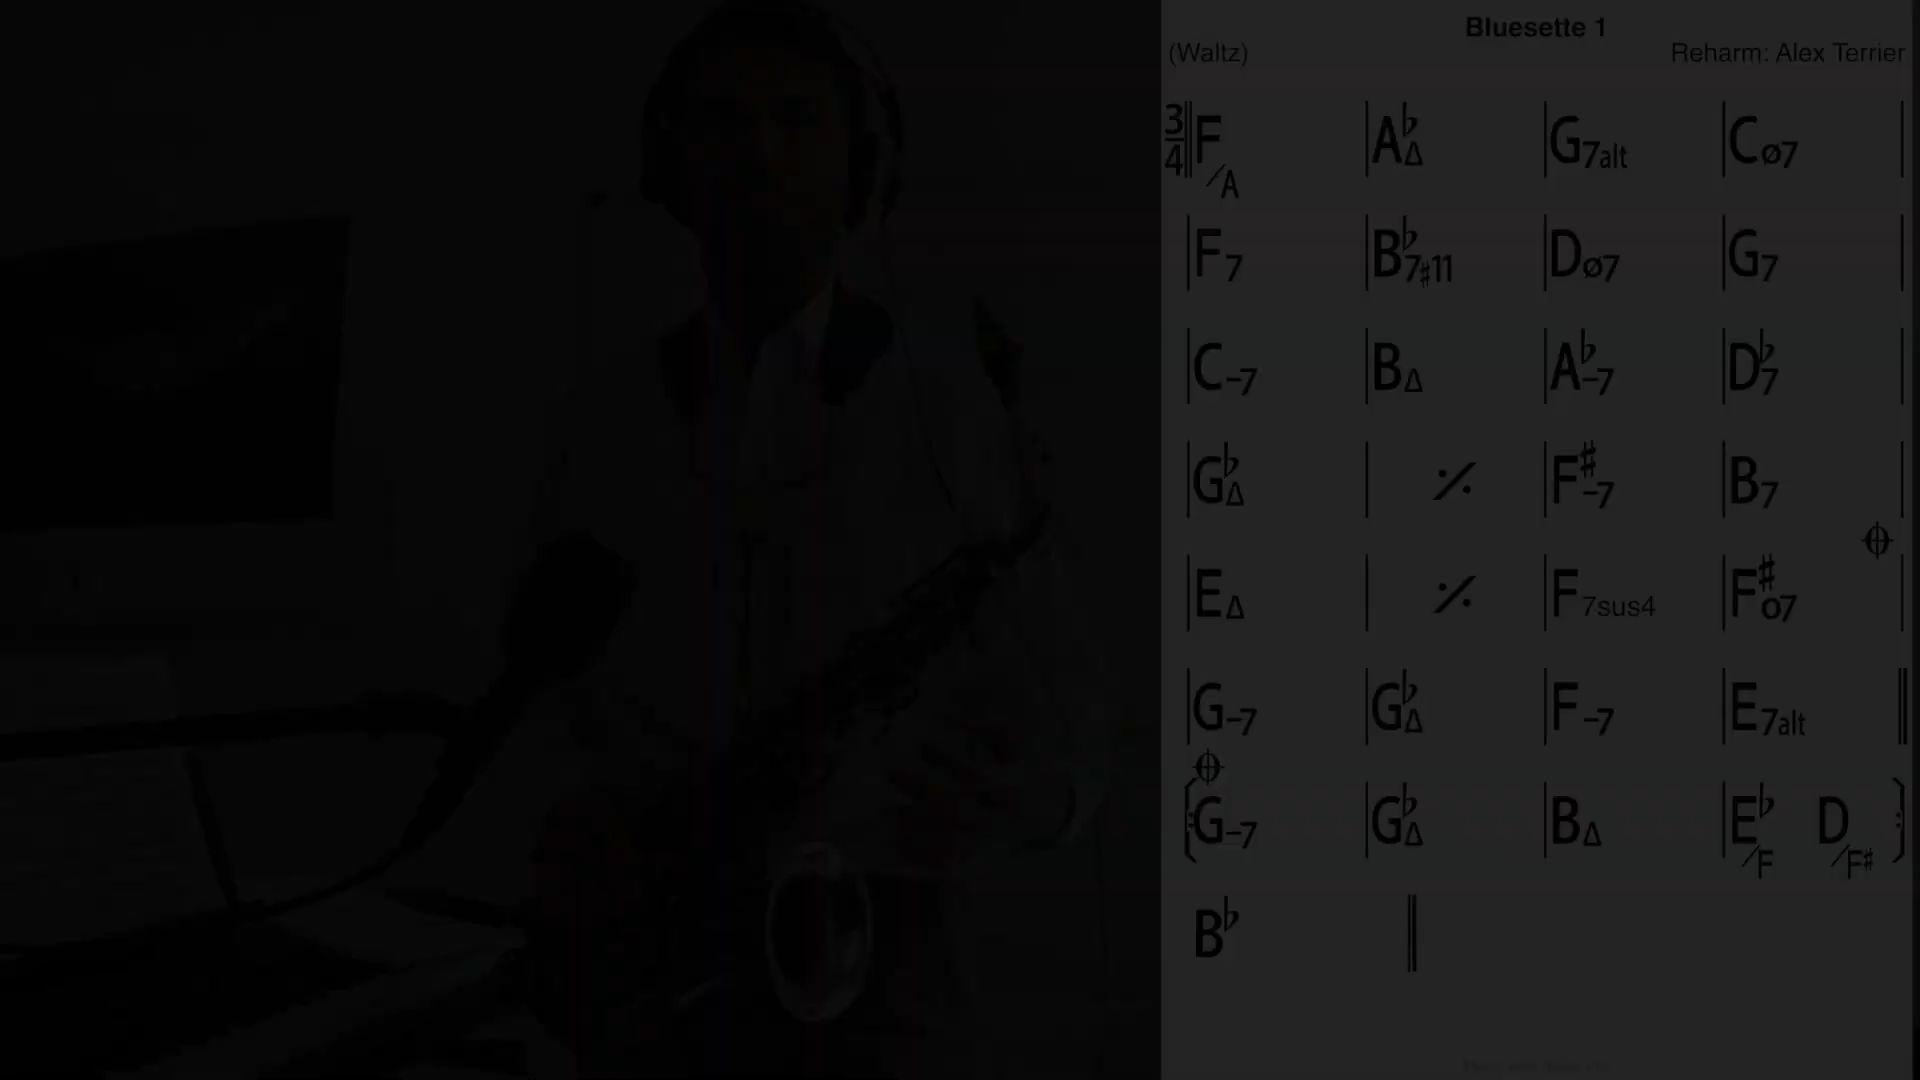 Bluesette 1
(Waltz) Reharm: Alex Terrier
3/4 F/A A♭Δ G7alt Cø7
F7 B♭7♯11 Dø7 G7
C-7 BΔ A♭-7 D♭7
G♭Δ 𝄎 F♯-7 B7
EΔ 𝄎 F7sus4 F♯o7
G-7 G♭Δ F-7 E7alt
G-7 G♭Δ BΔ E♭/F D/F♯
B♭